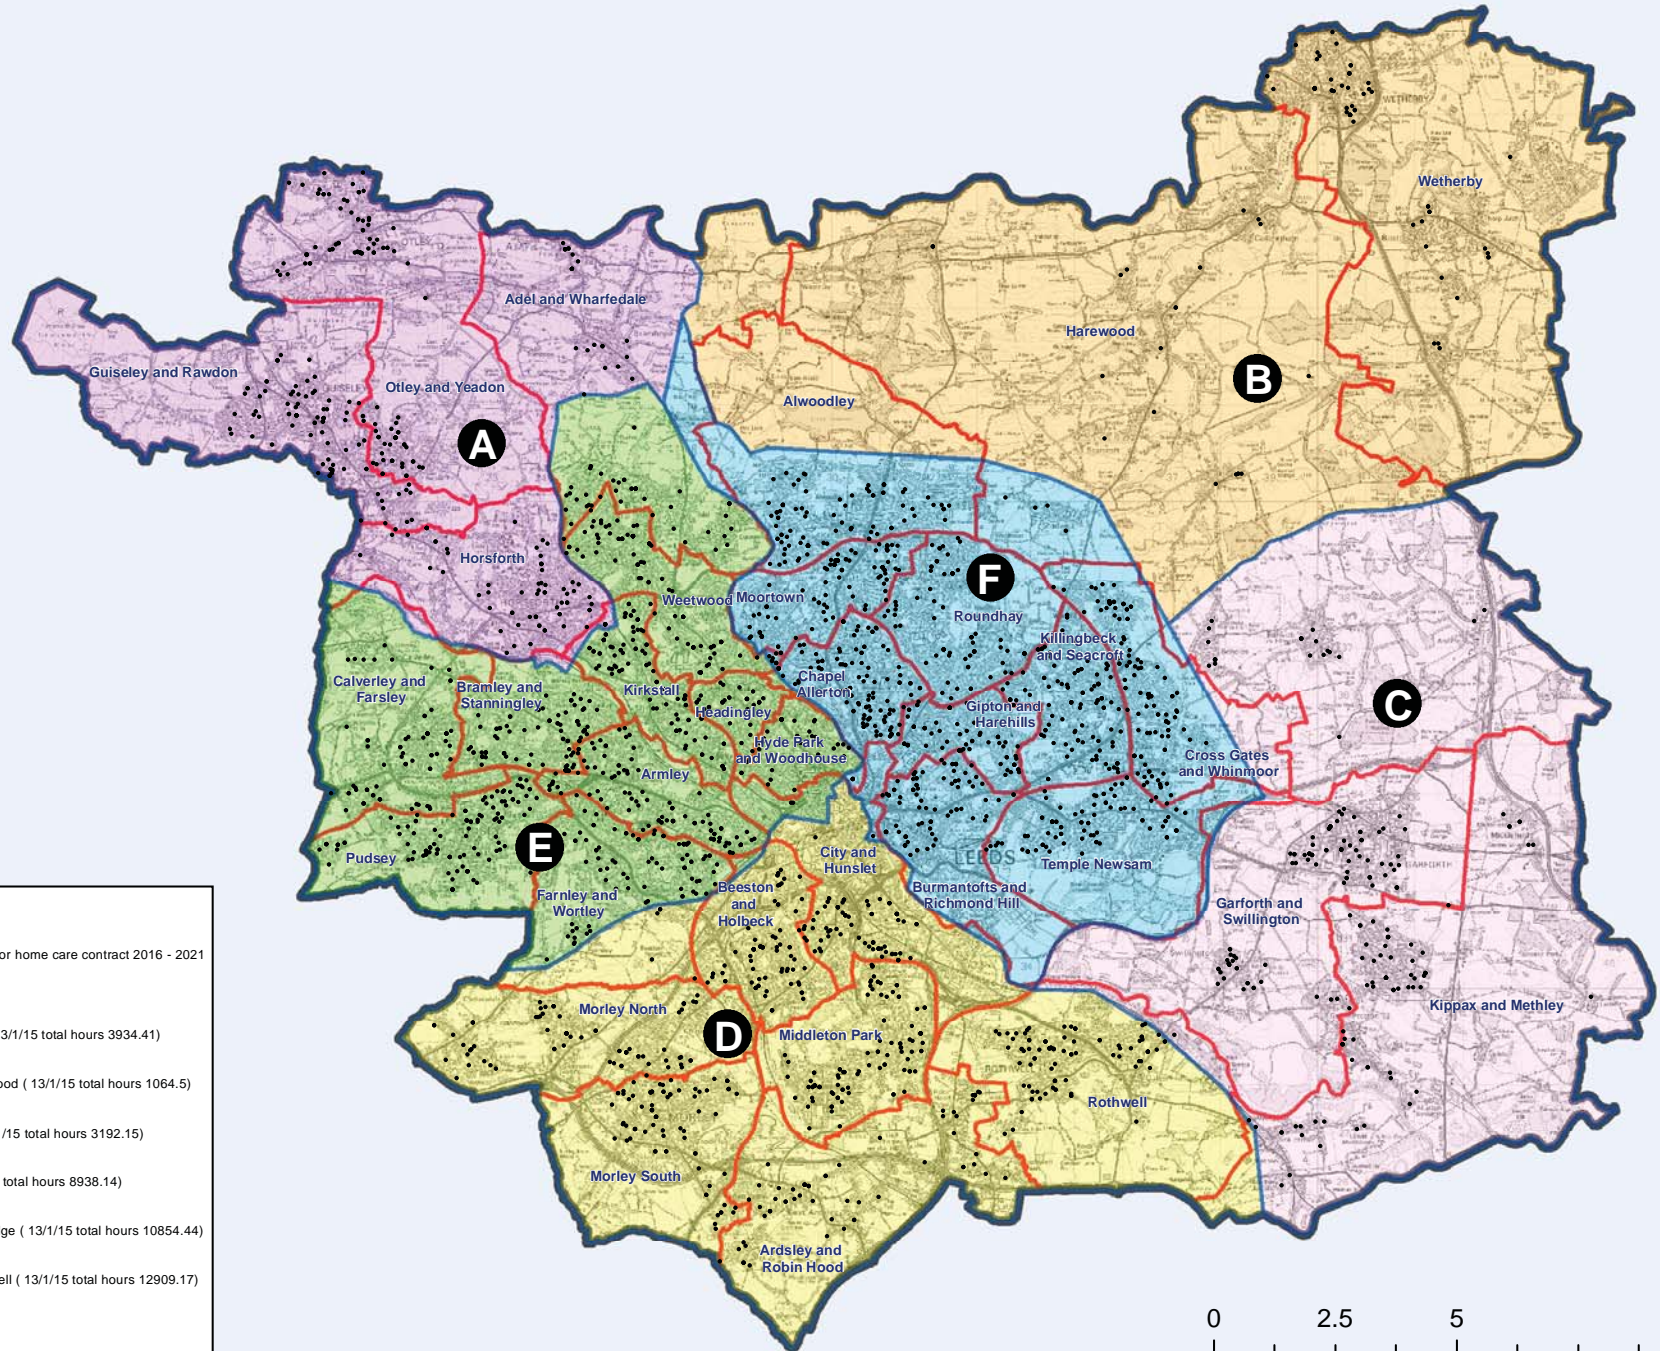 Wetherby
Adel and Wharfedale
Harewood
Guiseley and Rawdon
Otley and Yeadon
B
Alwoodley
A
Horsforth
F
Weetwood
Moortown
Roundhay
Killingbeck
and Seacroft
Calverley and
Farsley
Bramley and
Stanningley
Kirkstall
Chapel
Allerton
C
Headingley
Gipton and
Harehills
Hyde Park
and Woodhouse
Cross Gates
and Whinmoor
Armley
E
Pudsey
City and
Hunslet
LEEDS
Temple Newsam
Beeston
and
Holbeck
Burmantofts and
Richmond Hill
Farnley and
Wortley
Garforth and
Swillington
Morley North
D
Middleton Park
Kippax and Methley
Rothwell
Morley South
Ardsley and
Robin Hood
or home care contract 2016 - 2021
3/1/15 total hours 3934.41)
ood ( 13/1/15 total hours 1064.5)
/15 total hours 3192.15)
total hours 8938.14)
ge ( 13/1/15 total hours 10854.44)
ell ( 13/1/15 total hours 12909.17)
0 2.5 5